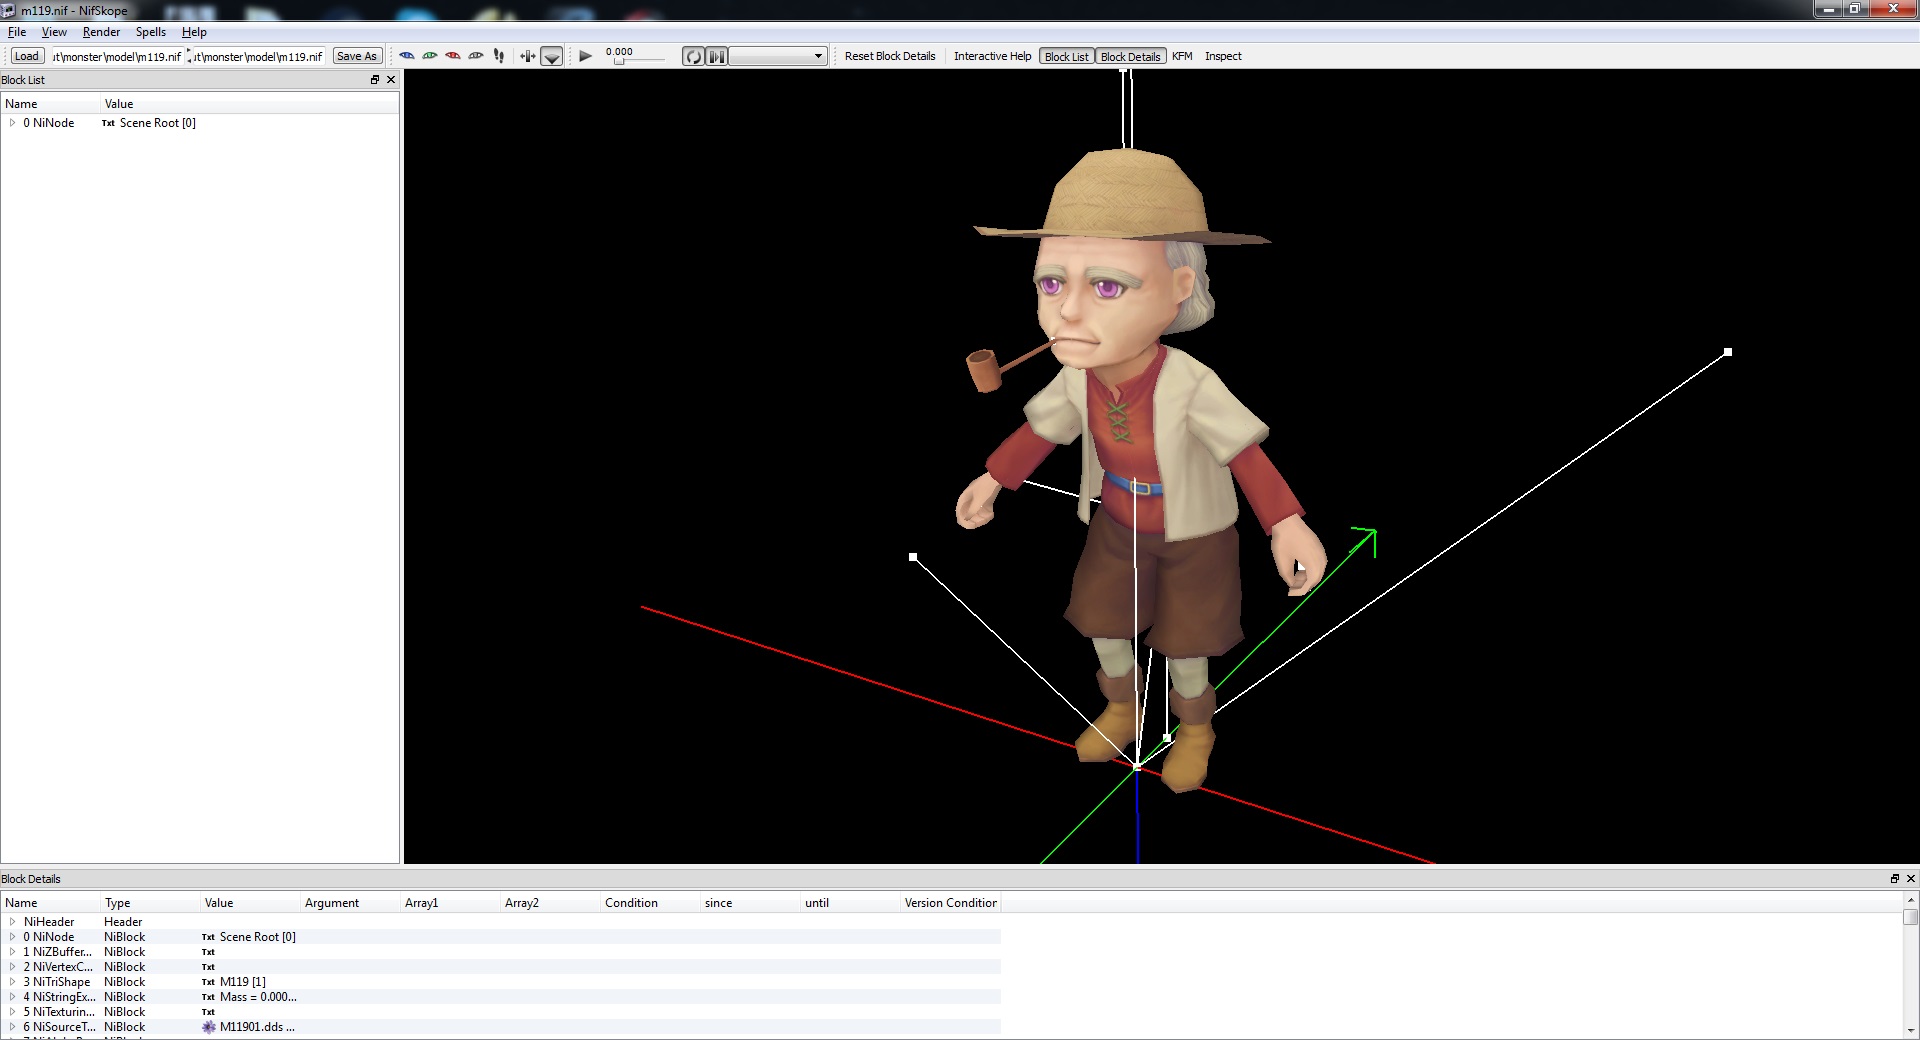 m119.nif - NifSkope
File View Render Spells Help
Load ut\monster\model\m119.nif ut\monster\model\m119.nif Save As 0.000 Reset Block Details Interactive Help Block List Block Details KFM Inspect
Block List
Name Value
0 NiNode Txt Scene Root [0]
Block Details
Name Type Value Argument Array1 Array2 Condition since until Version Condition
NiHeader Header
0 NiNode NiBlock Txt Scene Root [0]
1 NiZBuffer... NiBlock Txt
2 NiVertexC... NiBlock Txt
3 NiTriShape NiBlock Txt M119 [1]
4 NiStringEx... NiBlock Txt Mass = 0.000...
5 NiTexturin... NiBlock Txt
6 NiSourceT... NiBlock M11901.dds ...